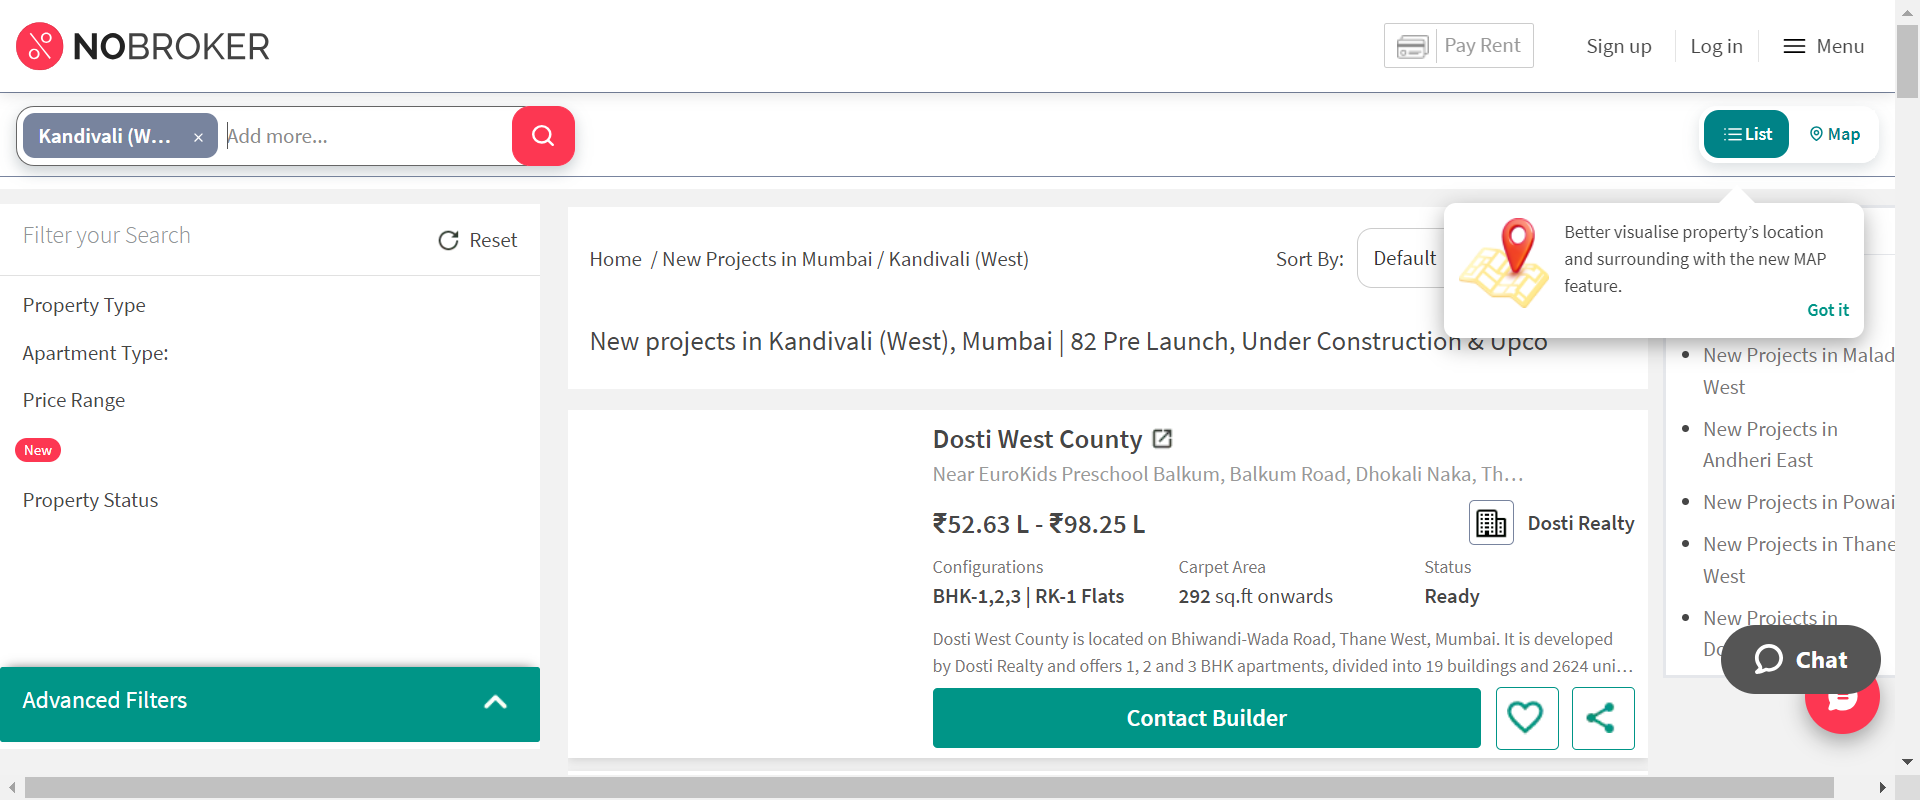 NOBROKER
Pay Rent
Sign up
Log in
Menu
Kandivali (W...
×
Add more...
List
Map
Filter your Search
Reset
Property Type
Apartment Type:
Price Range
New
Property Status
Advanced Filters
Home / New Projects in Mumbai / Kandivali (West)
Sort By:
Default
Better visualise property's location
and surrounding with the new MAP
feature.
Got it
New projects in Kandivali (West), Mumbai | 82 Pre Launch, Under Construction & Upco
Dosti West County
Near EuroKids Preschool Balkum, Balkum Road, Dhokali Naka, Th...
₹52.63 L - ₹98.25 L
Dosti Realty
Configurations
Carpet Area
Status
BHK-1,2,3 | RK-1 Flats
292 sq.ft onwards
Ready
Dosti West County is located on Bhiwandi-Wada Road, Thane West, Mumbai. It is developed
by Dosti Realty and offers 1, 2 and 3 BHK apartments, divided into 19 buildings and 2624 uni...
Contact Builder
New Projects in Malad
West
New Projects in
Andheri East
New Projects in Powai
New Projects in Thane
West
New Projects in
Chat